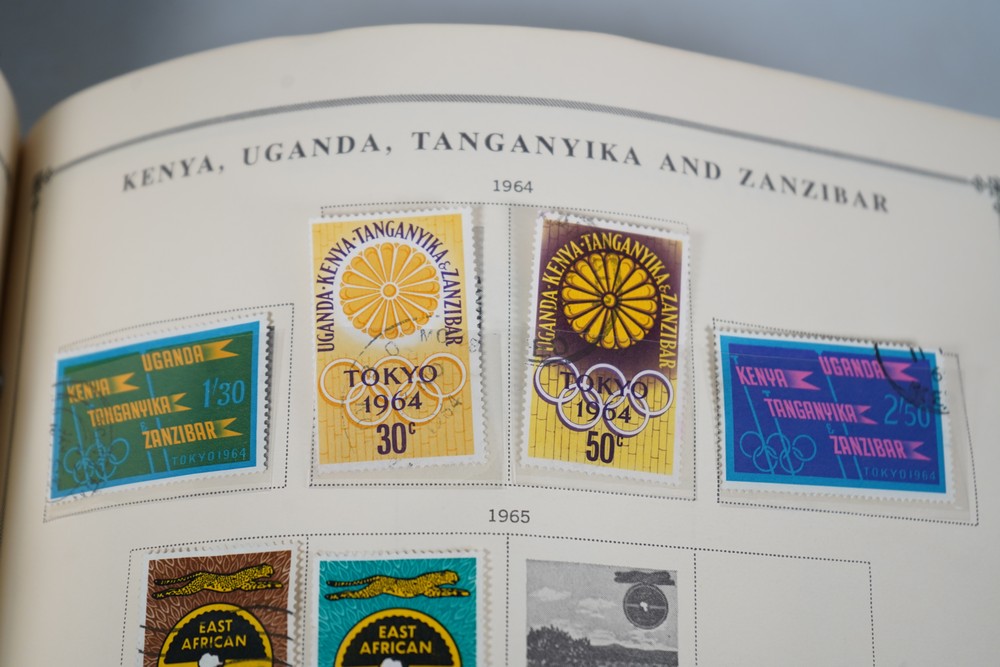 KENYA, UGANDA, TANGANYIKA AND ZANZIBAR
1964
UGANDA
KENYA
1/30
TANGANYIKA
ZANZIBAR
TOKYO 1964
UGANDA·KENYA·TANGANYIKA & ZANZIBAR
TOKYO
1964
30c
UGANDA·KENYA·TANGANYIKA & ZANZIBAR
TOKYO
1964
50c
UGANDA
KENYA
TANGANYIKA
2/50
&
ZANZIBAR
TOKYO 1964
1965
EAST
AFRICAN
EAST
AFRICAN